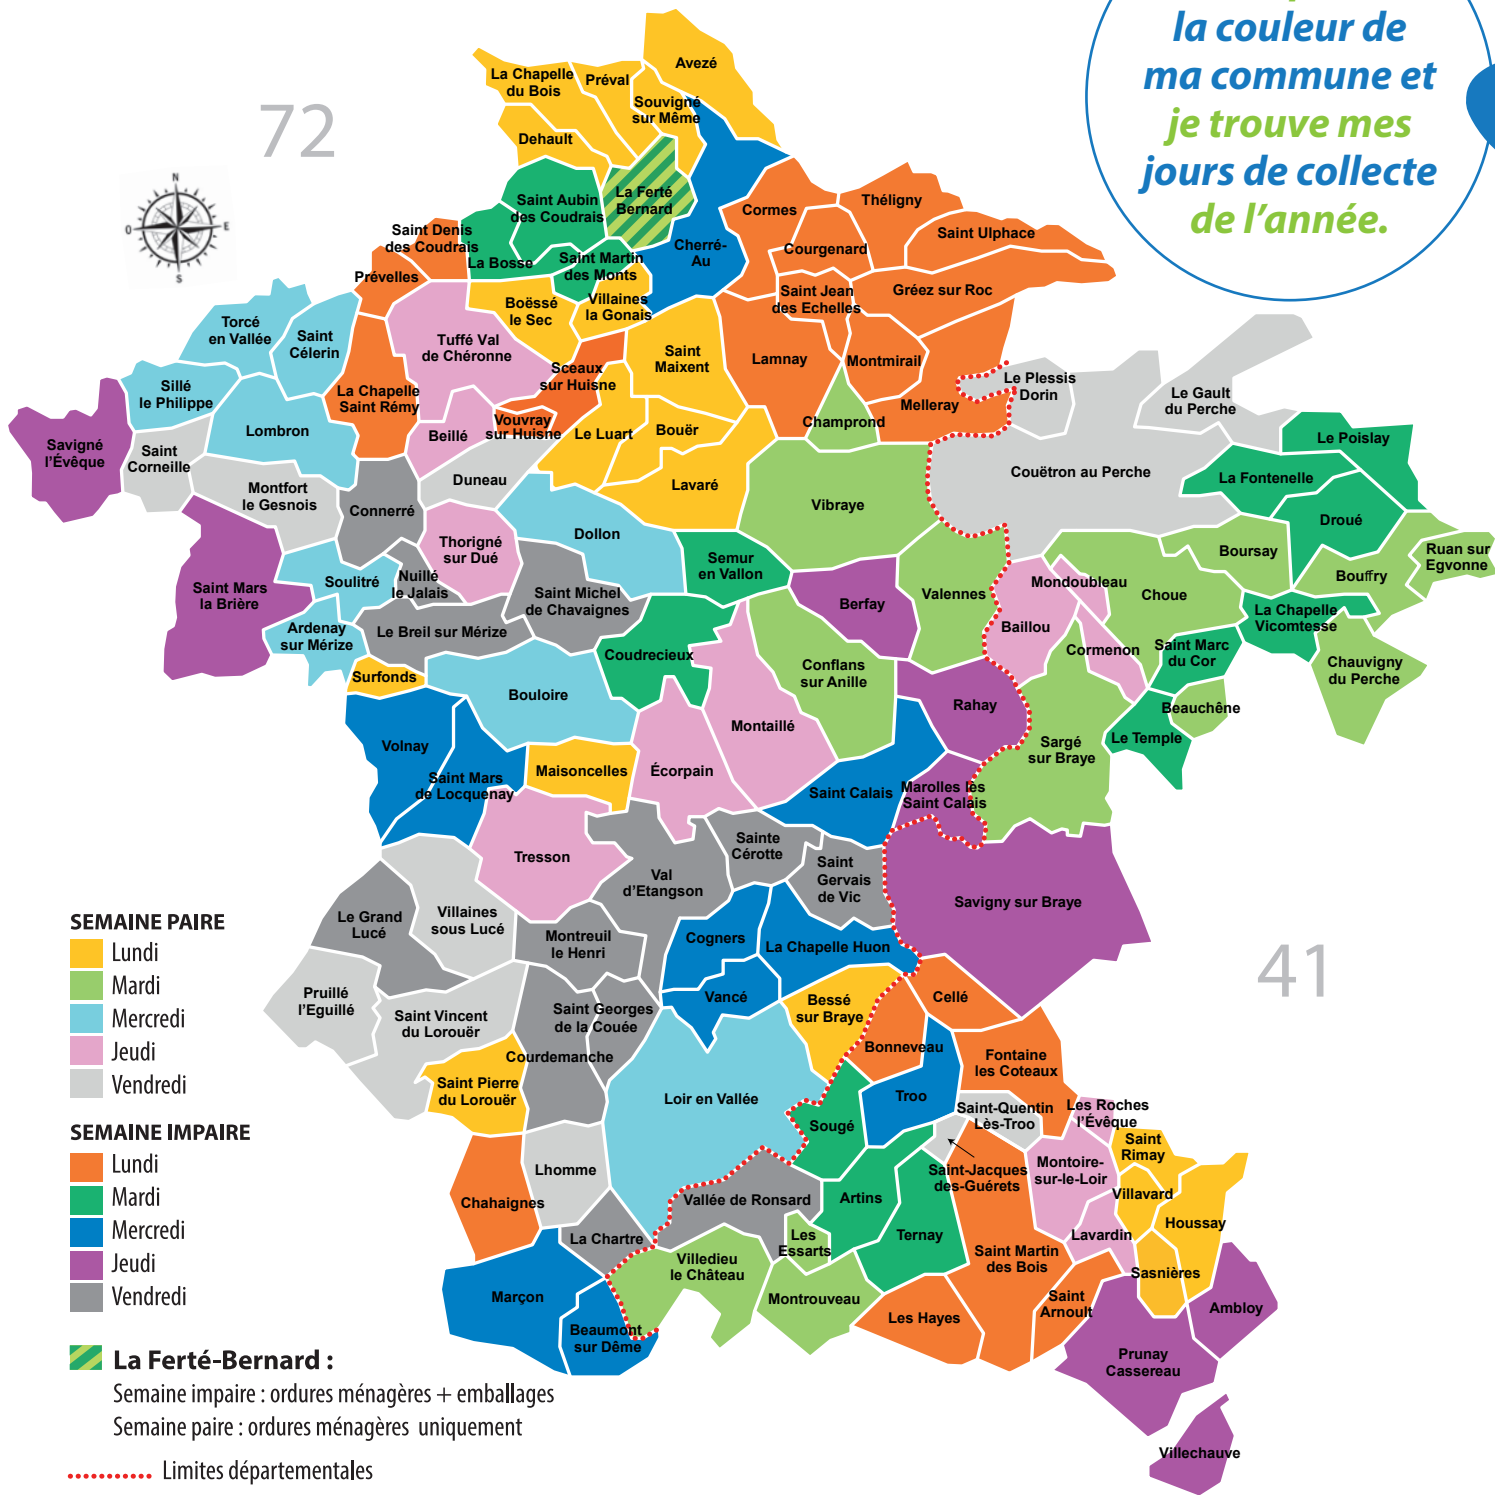 la couleur de
ma commune et
je trouve mes
jours de collecte
de l'année.
72
N
O
E
S
Avezé
La Chapelle
du Bois
Préval
Souvigné
sur Même
Dehault
La Ferté
Bernard
Saint Aubin
des Coudrais
Saint Denis
des Coudrais
La Bosse
Saint Martin
des Monts
Cherré-
Au
Cormes
Théligny
Courgenard
Saint Ulphace
Prévelles
Boëssé
le Sec
Villaines
la Gonais
Saint Jean
des Echelles
Gréez sur Roc
Torcé
en Vallée
Saint
Célerin
Tuffé Val
de Chéronne
Sceaux
sur Huisne
Saint
Maixent
Lamnay
Montmirail
Sillé
le Philippe
La Chapelle
Saint Rémy
Vouvray
sur Huisne
Le Luart
Bouër
Champrond
Melleray
Le Plessis
Dorin
Le Gault
du Perche
Savigné
l'Évêque
Saint
Corneille
Lombron
Beillé
Le Poislay
Montfort
le Gesnois
Connerré
Duneau
Lavaré
Vibraye
Couëtron au Perche
La Fontenelle
Droué
Thorigné
sur Dué
Dollon
Semur
en Vallon
Boursay
Ruan sur
Egvonne
Bouffry
Saint Mars
la Brière
Soulitré
Nuillé
le Jalais
Saint Michel
de Chavaignes
Berfay
Valennes
Mondoubleau
Choue
La Chapelle
Vicomtesse
Ardenay
sur Mérize
Le Breil sur Mérize
Baillou
Cormenon
Saint Marc
du Cor
Chauvigny
du Perche
Surfonds
Coudrecieux
Conflans
sur Anille
Bouloire
Montaillé
Rahay
Beauchêne
Le Temple
Sargé
sur Braye
Volnay
Saint Mars
de Locquenay
Maisoncelles
Écorpain
Saint Calais
Marolles lès
Saint Calais
Tresson
Val
d'Etangson
Sainte
Cérotte
Saint
Gervais
de Vic
Savigny sur Braye
Le Grand
Lucé
Villaines
sous Lucé
Montreuil
le Henri
Cogners
La Chapelle Huon
41
Pruillé
l'Eguillé
Saint Vincent
du Lorouër
Saint Georges
de la Couée
Vancé
Bessé
sur Braye
Cellé
Courdemanche
Bonneveau
Fontaine
les Coteaux
Saint Pierre
du Lorouër
Loir en Vallée
Troo
Saint-Quentin
Lès-Troo
Les Roches
l'Évêque
Sougé
Saint
Rimay
Lhomme
Saint-Jacques
des-Guérets
Montoire-
sur-le-Loir
Villavard
Chahaignes
Vallée de Ronsard
Artins
Houssay
La Chartre
Les
Essarts
Ternay
Lavardin
Saint Martin
des Bois
Sasnières
Villedieu
le Château
Marçon
Montrouveau
Les Hayes
Saint
Arnoult
Ambloy
Beaumont
sur Dême
Prunay
Cassereau
Villechauve
SEMAINE PAIRE
Lundi
Mardi
Mercredi
Jeudi
Vendredi
SEMAINE IMPAIRE
Lundi
Mardi
Mercredi
Jeudi
Vendredi
La Ferté-Bernard :
Semaine impaire : ordures ménagères + emballages
Semaine paire : ordures ménagères uniquement
Limites départementales